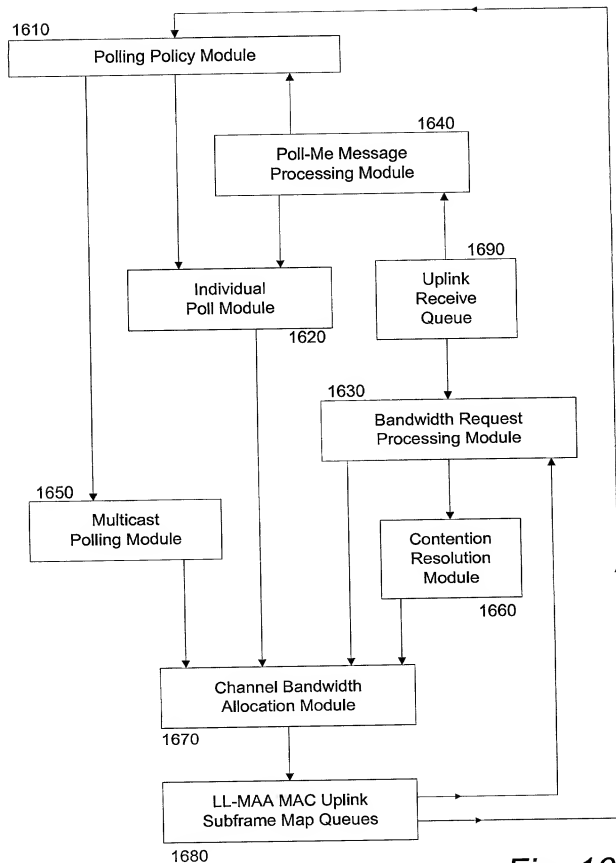 1610
Polling Policy Module
1640
Poll-Me Message
Processing Module
1690
Uplink
Receive
Queue
Individual
Poll Module
1620
1630
Bandwidth Request
Processing Module
1650
Multicast
Polling Module
Contention
Resolution
Module
1660
Channel Bandwidth
Allocation Module
1670
LL-MAA MAC Uplink
Subframe Map Queues
1680